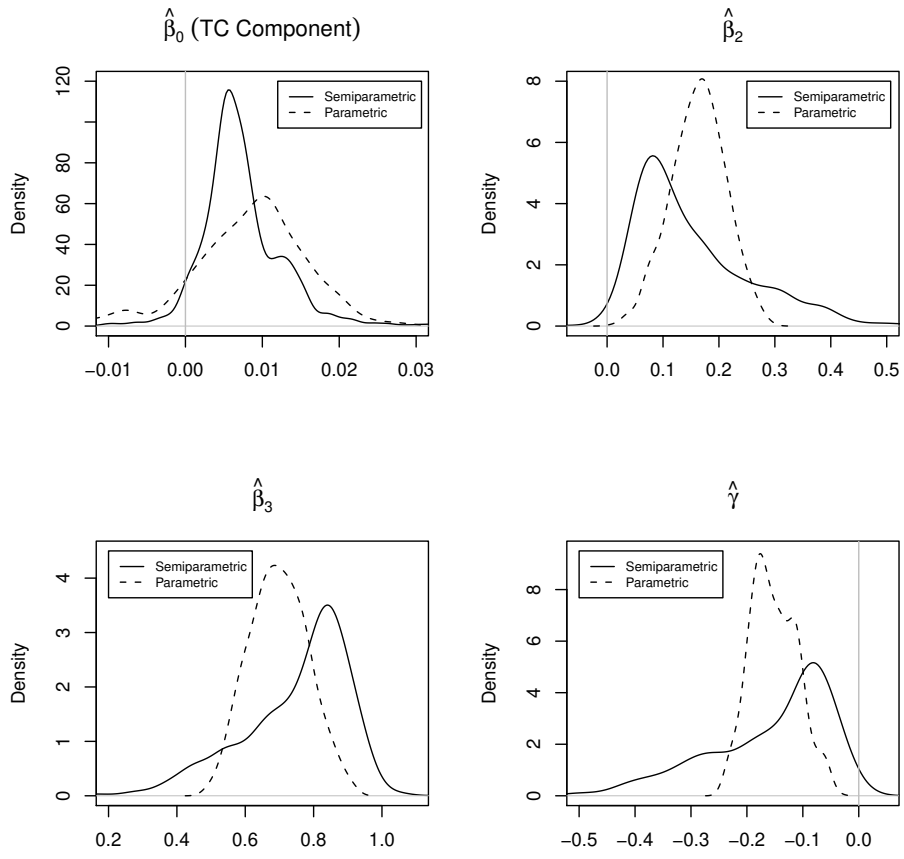 β̂₀ (TC Component)
Density
0 20 40 60 80 120
−0.01 0.00 0.01 0.02 0.03
Semiparametric
Parametric
β̂₂
Density
0 2 4 6 8
0.0 0.1 0.2 0.3 0.4 0.5
Semiparametric
Parametric
β̂₃
Density
0 1 2 3 4
0.2 0.4 0.6 0.8 1.0
Semiparametric
Parametric
γ̂
Density
0 2 4 6 8
−0.5 −0.4 −0.3 −0.2 −0.1 0.0
Semiparametric
Parametric